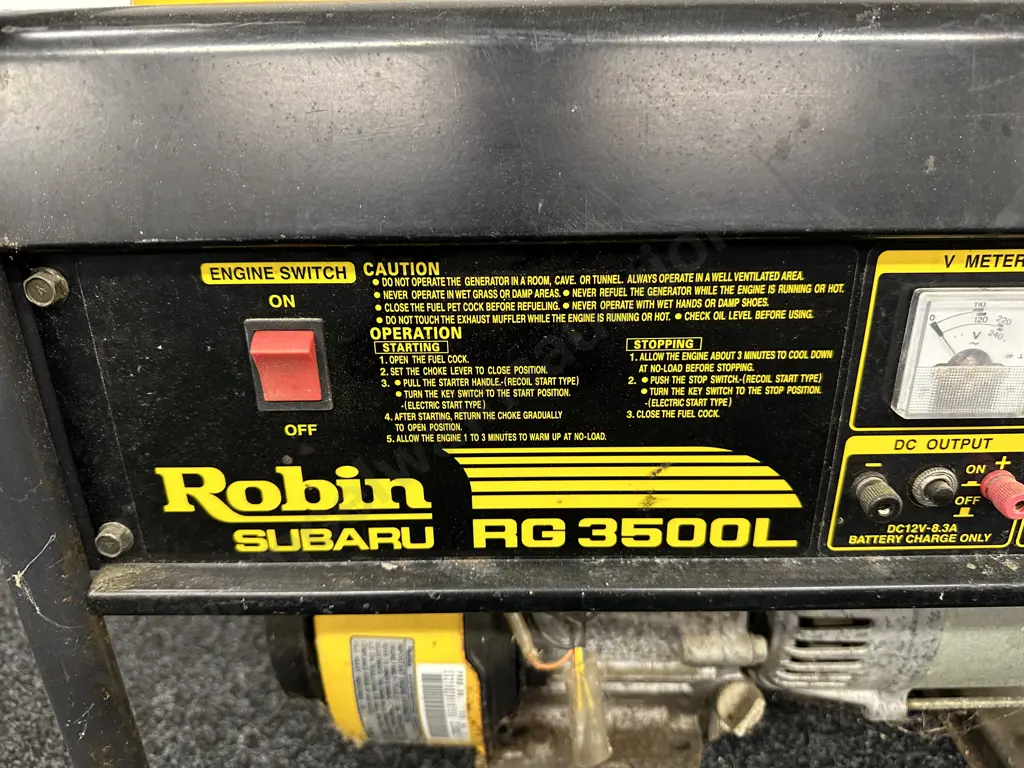 ENGINE SWITCH
ON
OFF
CAUTION
● DO NOT OPERATE THE GENERATOR IN A ROOM, CAVE. OR TUNNEL. ALWAYS OPERATE IN A WELL VENTILATED AREA.
● NEVER OPERATE IN WET GRASS OR DAMP AREAS. ● NEVER REFUEL THE GENERATOR WHILE THE ENGINE IS RUNNING OR HOT.
● CLOSE THE FUEL PET COCK BEFORE REFUELING. ● NEVER OPERATE WITH WET HANDS OR DAMP SHOES.
● DO NOT TOUCH THE EXHAUST MUFFLER WHILE THE ENGINE IS RUNNING OR HOT. ● CHECK OIL LEVEL BEFORE USING.
OPERATION
STARTING
1. OPEN THE FUEL COCK.
2. SET THE CHOKE LEVER TO CLOSE POSITION.
3. ● PULL THE STARTER HANDLE.-(RECOIL START TYPE)
● TURN THE KEY SWITCH TO THE START POSITION.
-(ELECTRIC START TYPE)
4. AFTER STARTING, RETURN THE CHOKE GRADUALLY
TO OPEN POSITION.
5. ALLOW THE ENGINE 1 TO 3 MINUTES TO WARM UP AT NO-LOAD.
STOPPING
1. ALLOW THE ENGINE ABOUT 3 MINUTES TO COOL DOWN
AT NO-LOAD BEFORE STOPPING.
2. ● PUSH THE STOP SWITCH.-(RECOIL START TYPE)
● TURN THE KEY SWITCH TO THE STOP POSITION.
-(ELECTRIC START TYPE)
3. CLOSE THE FUEL COCK.
Robin
SUBARU
RG 3500L
V METER
110
0 120 220
240
V
DC OUTPUT
- ON +
OFF
DC12V-8.3A
BATTERY CHARGE ONLY